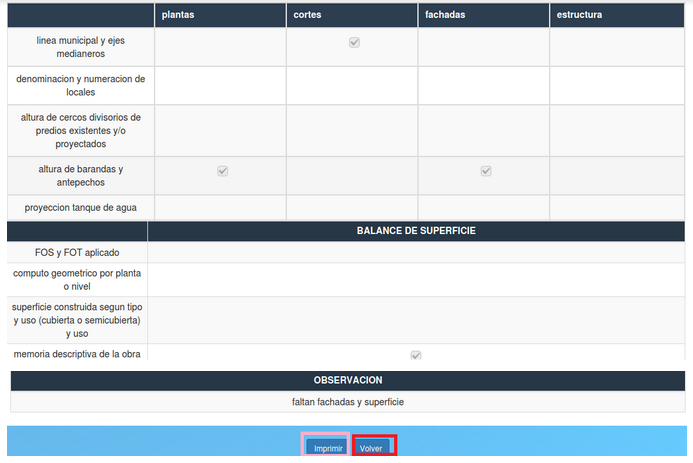 plantas cortes fachadas estructura
linea municipal y ejes
medianeros
denominacion y numeracion de
locales
altura de cercos divisorios de
predios existentes y/o
proyectados
altura de barandas y
antepechos
proyeccion tanque de agua
BALANCE DE SUPERFICIE
FOS y FOT aplicado
computo geometrico por planta
o nivel
superficie construida segun tipo
y uso (cubierta o semicubierta)
y uso
memoria descriptiva de la obra
OBSERVACION
faltan fachadas y superficie
Imprimir Volver